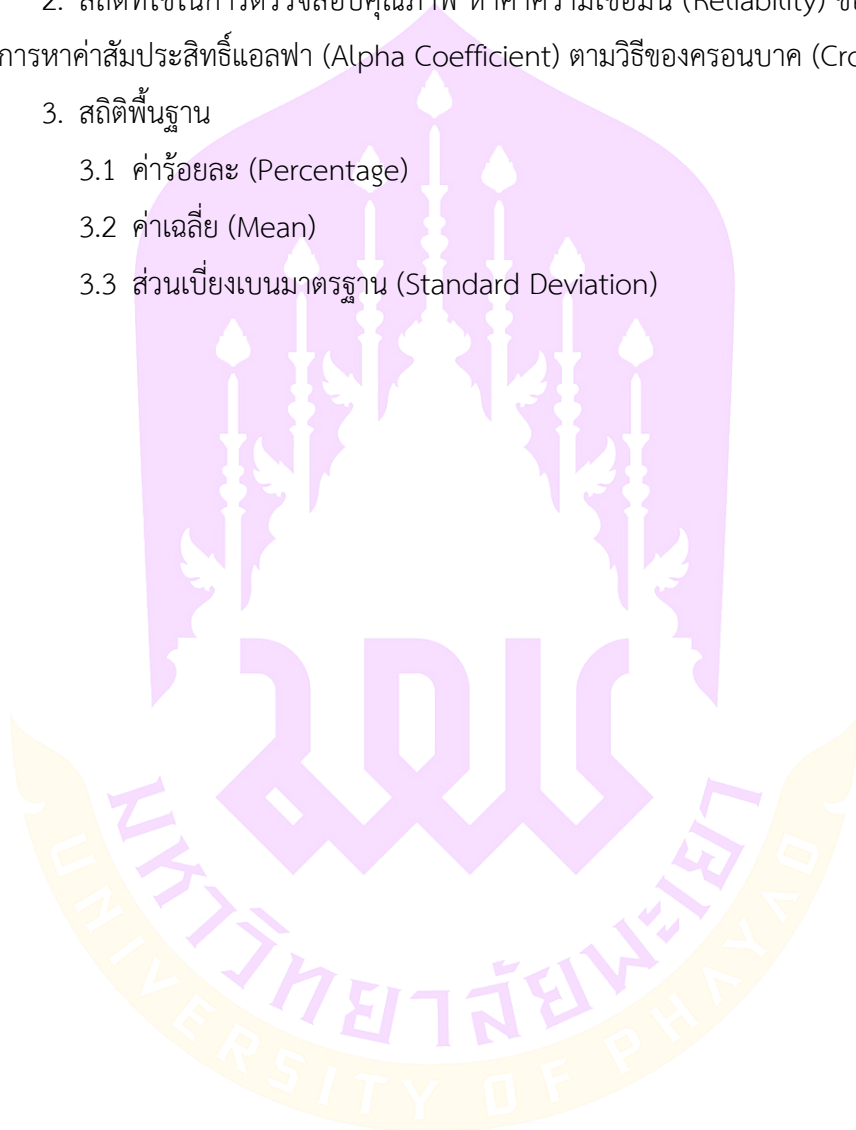 2. สถิติที่ใช้ในการตรวจสอบคุณภาพ หาค่าความเชื่อมั่น (Reliability)
การหาค่าสัมประสิทธิ์แอลฟา (Alpha Coefficient) ตามวิธีของครอนบาค
3. สถิติพื้นฐาน
3.1 ค่าร้อยละ (Percentage)
3.2 ค่าเฉลี่ย (Mean)
3.3 ส่วนเบี่ยงเบนมาตรฐาน (Standard Deviation)
มหาวิทยาลัยพะเยา
UNIVERSITY OF PHAYAO